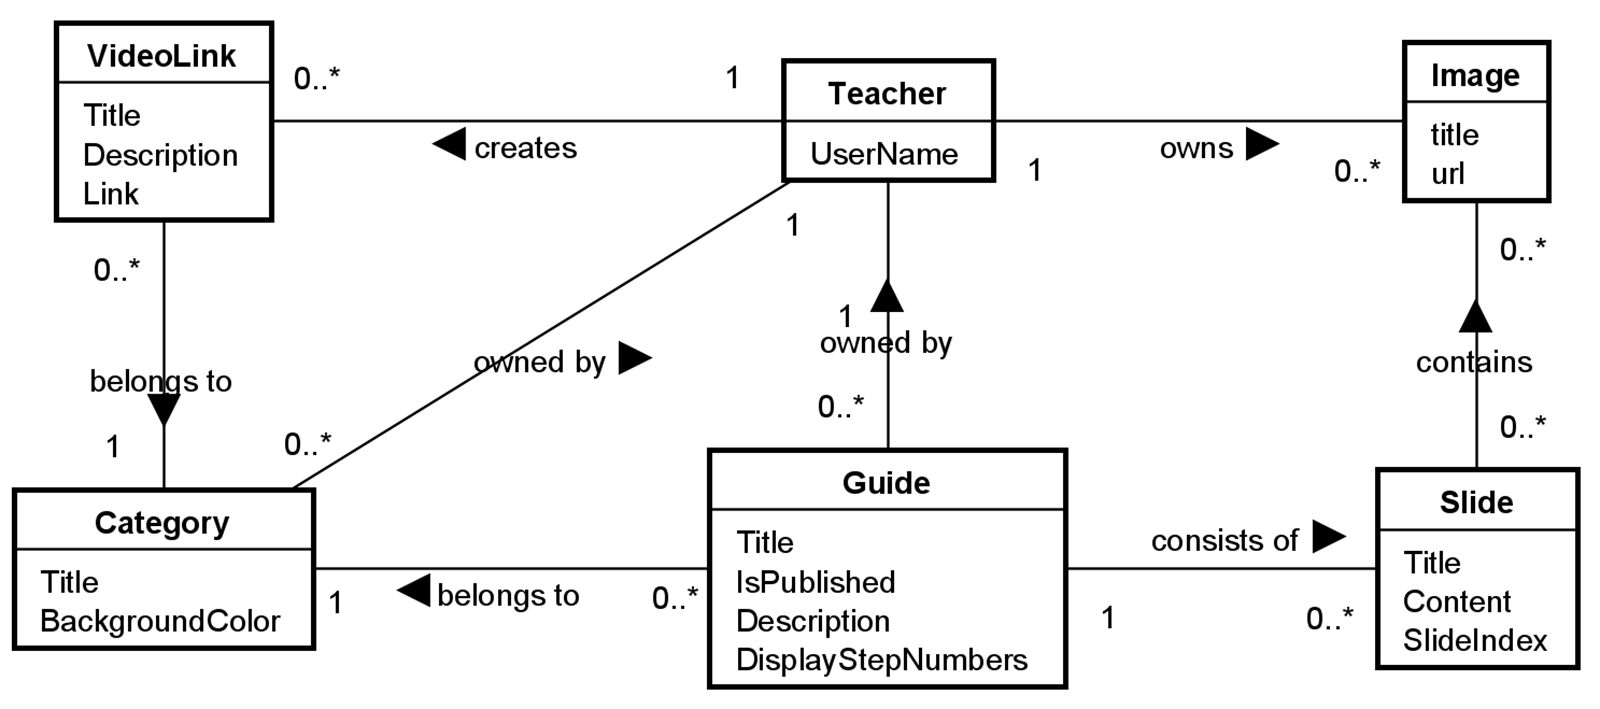 VideoLink
Title
Description
Link
0..*
1
creates
Teacher
UserName
owns
1
0..*
Image
title
url
0..*
belongs to
1
1
owned by
0..*
1
owned by
0..*
0..*
contains
0..*
Category
Title
BackgroundColor
1
belongs to
0..*
Guide
Title
IsPublished
Description
DisplayStepNumbers
consists of
1
0..*
Slide
Title
Content
SlideIndex